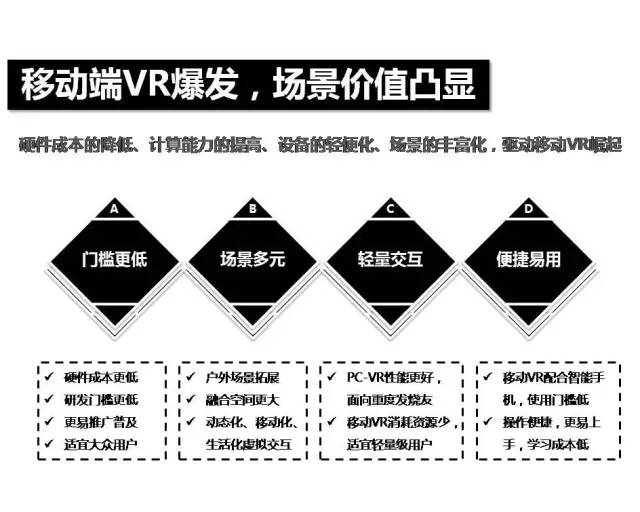 移动端VR爆发，场景价值凸显
硬件成本的降低、计算能力的提高、设备的轻便化、场景的丰富化，驱动移动VR崛起
A
门槛更低
B
场景多元
C
轻量交互
D
便捷易用
✓ 硬件成本更低
✓ 研发门槛更低
✓ 更易推广普及
✓ 适宜大众用户
✓ 户外场景拓展
✓ 融合空间更大
✓ 动态化、移动化、
生活化虚拟交互
✓ PC-VR性能更好，
面向重度发烧友
✓ 移动VR消耗资源少，
适宜轻量级用户
✓ 移动VR配合智能手
机，使用门槛低
✓ 操作便捷，更易上
手，学习成本低